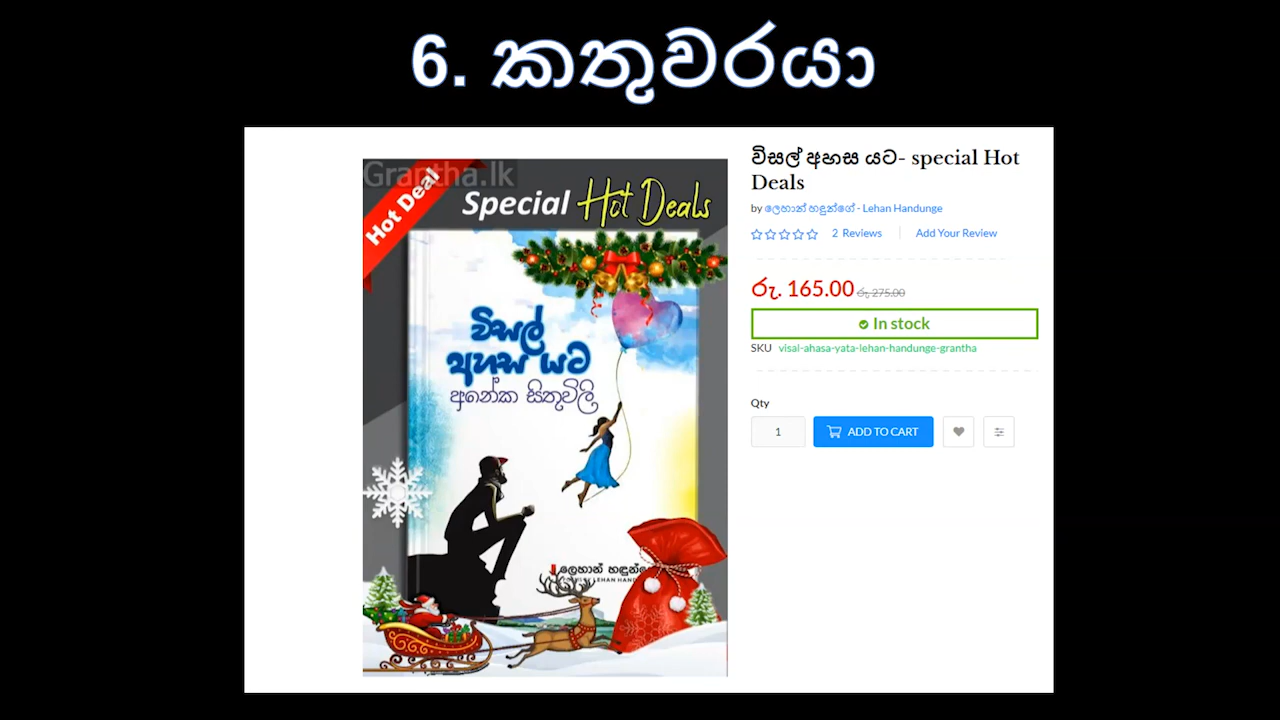 6. කතුවරයා
Grantha.lk
Hot Deal
Special Hot Deals
විසල්
අහස යට
අනේක සිතුවිලි
ලෙහාන්
විසල් අහස යට- special Hot
Deals
by ලෙහාන් හඳුන්ගේ - Lehan Handunge
2 Reviews Add Your Review
රු. 165.00 රු. 275.00
In stock
SKU visal-ahasa-yata-lehan-handunge-grantha
Qty
1 ADD TO CART